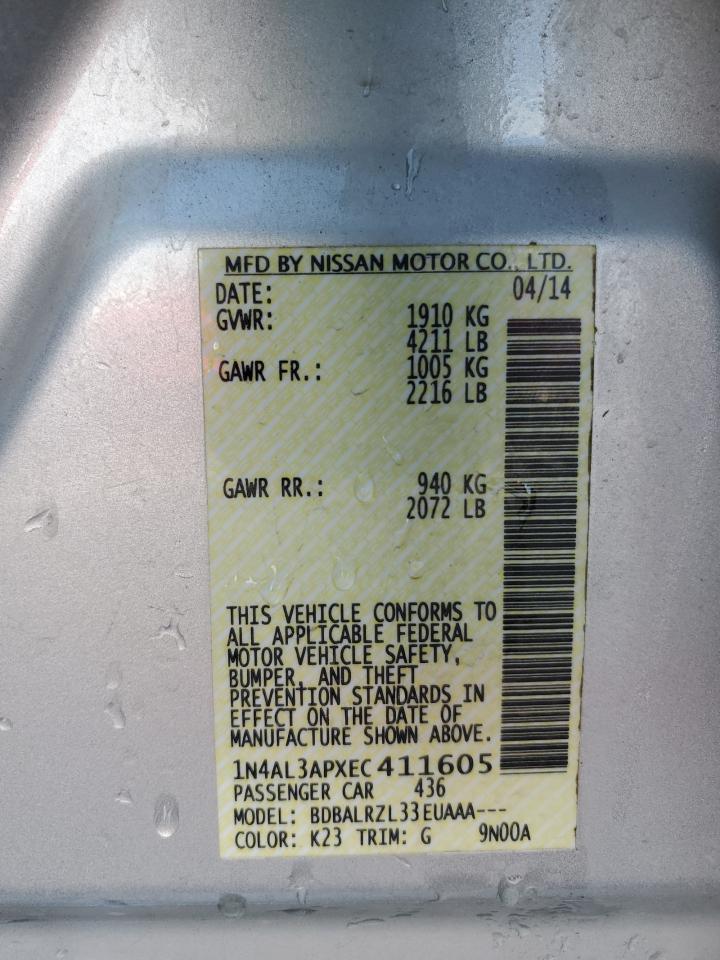 MFD BY NISSAN MOTOR CO., LTD.
DATE: 04/14
GVWR: 1910 KG
4211 LB
GAWR FR.: 1005 KG
2216 LB
GAWR RR.: 940 KG
2072 LB
THIS VEHICLE CONFORMS TO
ALL APPLICABLE FEDERAL
MOTOR VEHICLE SAFETY,
BUMPER, AND THEFT
PREVENTION STANDARDS IN
EFFECT ON THE DATE OF
MANUFACTURE SHOWN ABOVE.
1N4AL3APXEC411605
PASSENGER CAR 436
MODEL: BDBALRZL33EUAAA---
COLOR: K23 TRIM: G 9N00A